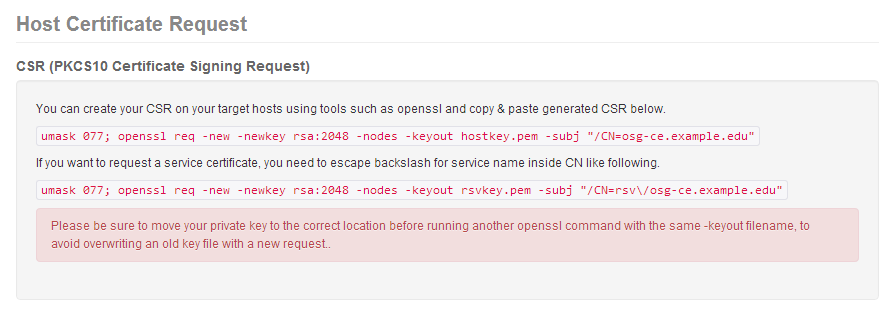 Host Certificate Request
CSR (PKCS10 Certificate Signing Request)
You can create your CSR on your target hosts using tools such as openssl and copy & paste generated CSR below.
umask 077; openssl req -new -newkey rsa:2048 -nodes -keyout hostkey.pem -subj "/CN=osg-ce.example.edu"
If you want to request a service certificate, you need to escape backslash for service name inside CN like following.
umask 077; openssl req -new -newkey rsa:2048 -nodes -keyout rsvkey.pem -subj "/CN=rsv\/osg-ce.example.edu"
Please be sure to move your private key to the correct location before running another openssl command with the same -keyout filename, to
avoid overwriting an old key file with a new request..